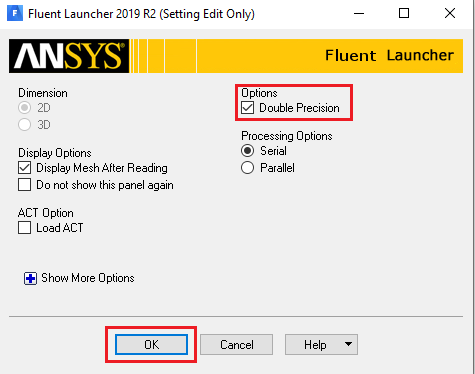 Fluent Launcher 2019 R2 (Setting Edit Only)
ANSYS
Fluent Launcher
Dimension
2D
3D
Display Options
Display Mesh After Reading
Do not show this panel again
ACT Option
Load ACT
Options
Double Precision
Processing Options
Serial
Parallel
Show More Options
OK
Cancel
Help